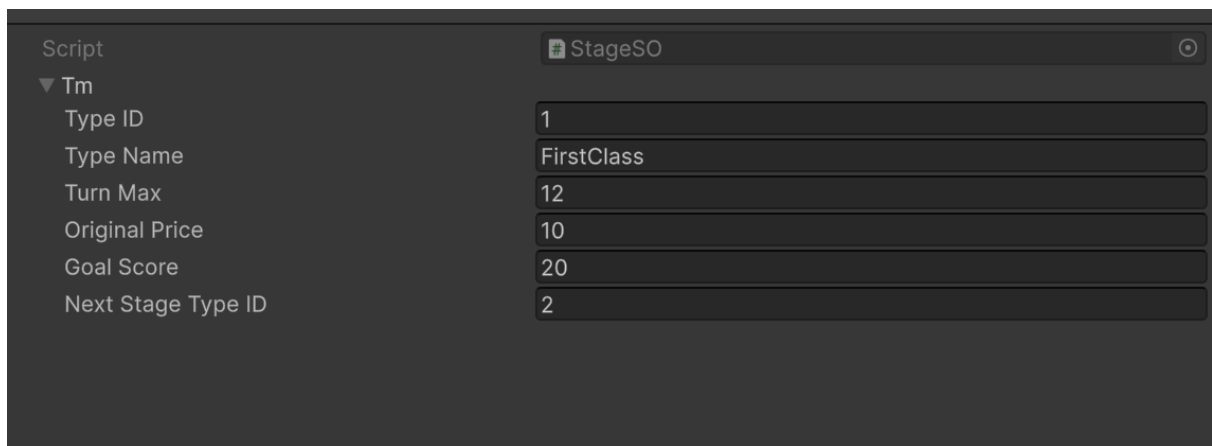 Script StageSO
Tm
Type ID 1
Type Name FirstClass
Turn Max 12
Original Price 10
Goal Score 20
Next Stage Type ID 2